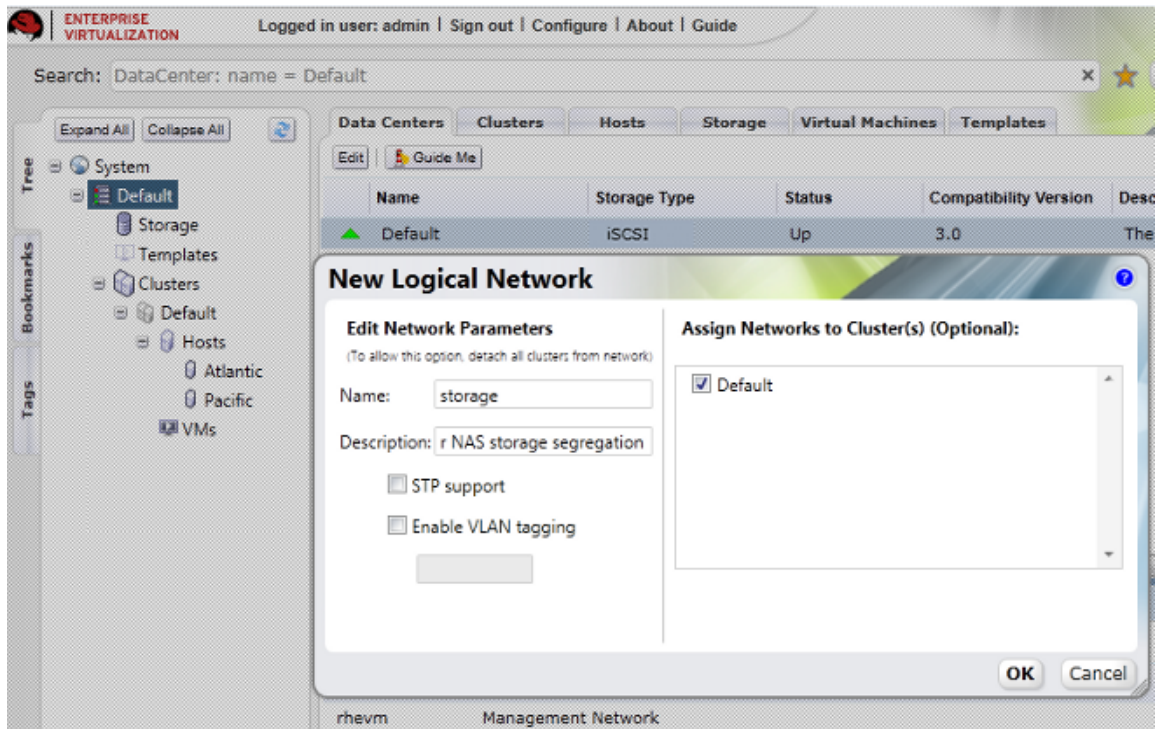 ENTERPRISE
VIRTUALIZATION
Logged in user: admin | Sign out | Configure | About | Guide
Search: DataCenter: name = Default
Expand All Collapse All
Tree
Bookmarks
Tags
System
Default
Storage
Templates
Clusters
Default
Hosts
Atlantic
Pacific
VMs
Data Centers Clusters Hosts Storage Virtual Machines Templates
Edit Guide Me
Name Storage Type Status Compatibility Version Desc
Default iSCSI Up 3.0 The
New Logical Network
Edit Network Parameters
(To allow this option, detach all clusters from network)
Name: storage
Description: r NAS storage segregation
STP support
Enable VLAN tagging
Assign Networks to Cluster(s) (Optional):
Default
OK Cancel
rhevm Management Network